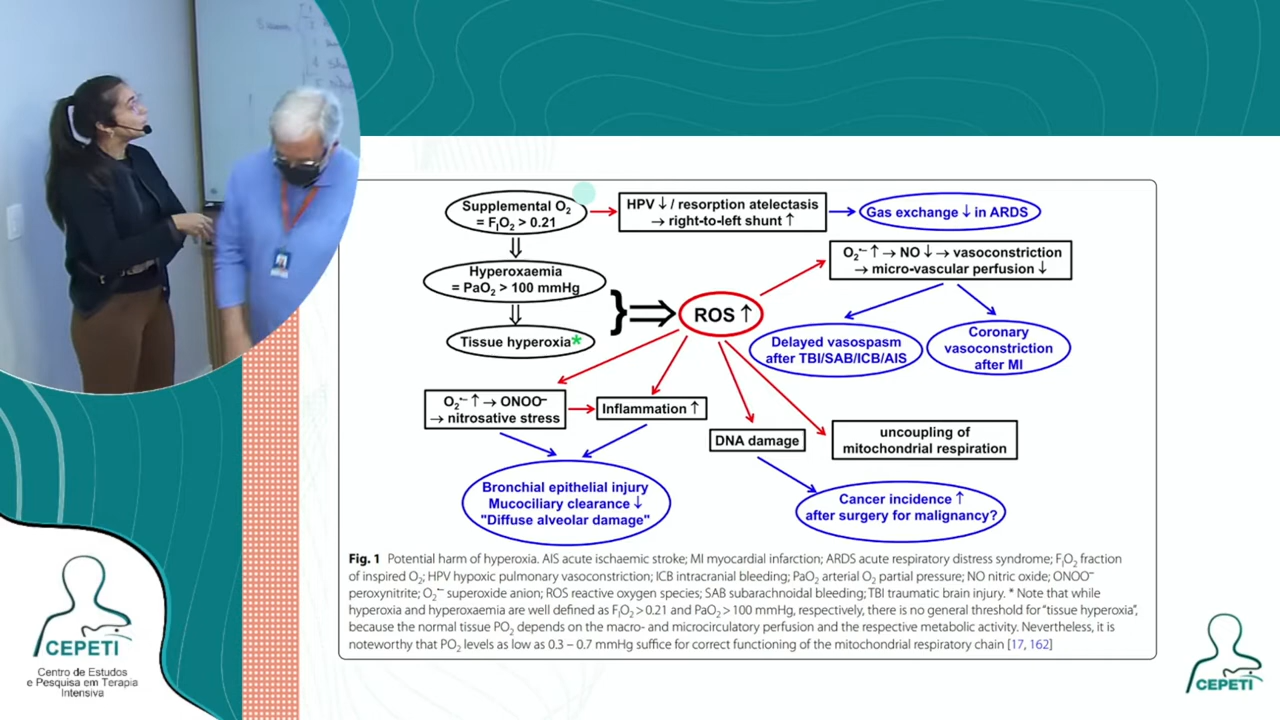 Supplemental O₂
= FᵢO₂ > 0.21
HPV ↓ / resorption atelectasis
→ right-to-left shunt ↑
Gas exchange ↓ in ARDS
Hyperoxaemia
= PaO₂ > 100 mmHg
Tissue hyperoxia*
ROS ↑
O₂•– ↑ → NO ↓ → vasoconstriction
→ micro-vascular perfusion ↓
Delayed vasospasm
after TBI/SAB/ICB/AIS
Coronary
vasoconstriction
after MI
O₂•– ↑ → ONOO–
→ nitrosative stress
Inflammation ↑
DNA damage
uncoupling of
mitochondrial respiration
Bronchial epithelial injury
Mucociliary clearance ↓
"Diffuse alveolar damage"
Cancer incidence ↑
after surgery for malignancy?
Fig. 1 Potential harm of hyperoxia. AIS acute ischaemic stroke; MI myocardial infarction; ARDS acute respiratory distress syndrome; FᵢO₂ fraction
of inspired O₂; HPV hypoxic pulmonary vasoconstriction; ICB intracranial bleeding; PaO₂ arterial O₂ partial pressure; NO nitric oxide; ONOO–
peroxynitrite; O₂•– superoxide anion; ROS reactive oxygen species; SAB subarachnoidal bleeding; TBI traumatic brain injury. * Note that while
hyperoxia and hyperoxaemia are well defined as FᵢO₂ > 0.21 and PaO₂ > 100 mmHg, respectively, there is no general threshold for “tissue hyperoxia”,
because the normal tissue PO₂ depends on the macro- and microcirculatory perfusion and the respective metabolic activity. Nevertheless, it is
noteworthy that PO₂ levels as low as 0.3 – 0.7 mmHg suffice for correct functioning of the mitochondrial respiratory chain [17, 162]
CEPETI
Centro de Estudos
e Pesquisa em Terapia
Intensiva
CEPETI